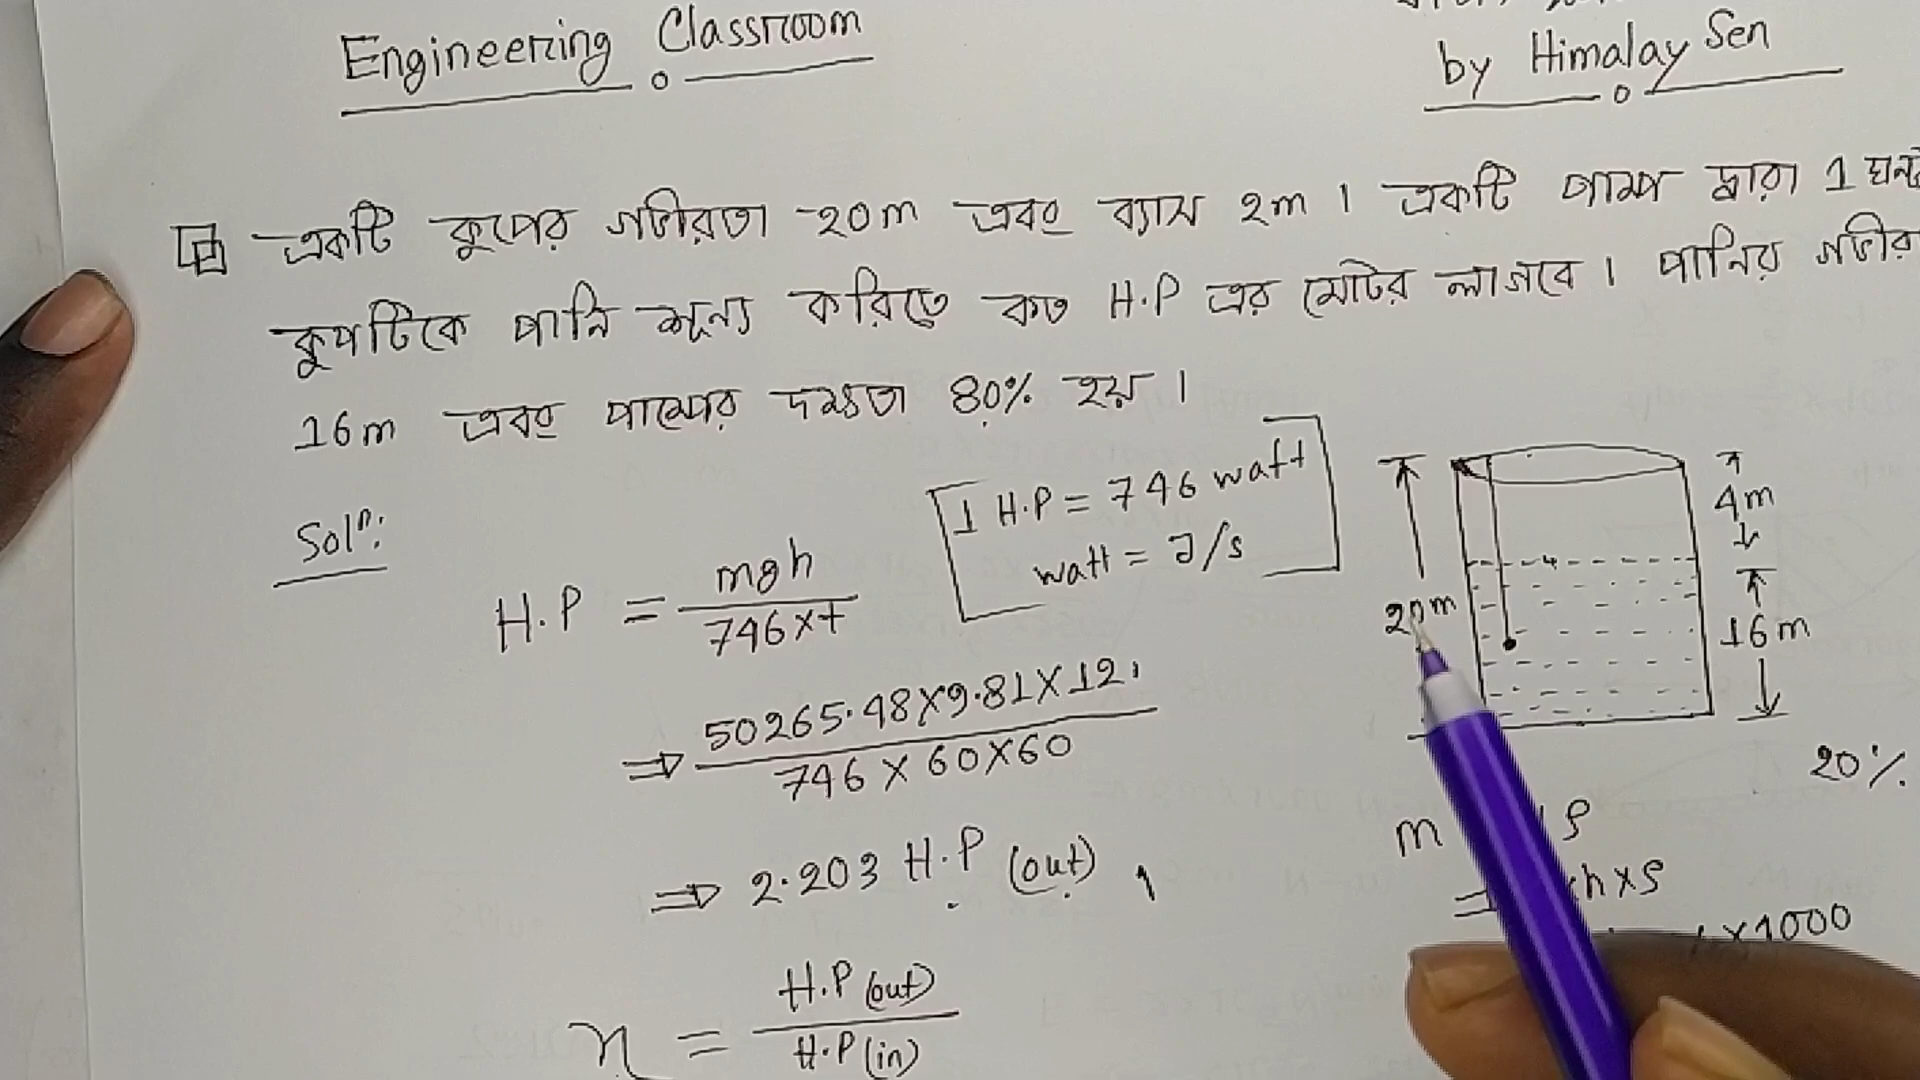 Engineering Classroom
by Himalay Sen
একটি কুপের গভীরতা 20m এবং ব্যাস 2m । একটি পাম্প দ্বারা 1 ঘন্টা
কুপটিকে পানি শূন্য করিতে কত H.P এর মোটর লাগবে । পানির গভীর
16m এবং পাম্পের দক্ষতা 80% হয় ।
1 H.P = 746 watt
watt = J/s
Solⁿ:
H.P = mgh / 746×t
⇒ 50265.48×9.81×12 / 746×60×60
⇒ 2.203 H.P (out)
η = H.P (out) / H.P (in)
4m
20m
16m
20%
m ρ
= h×ρ
×1000